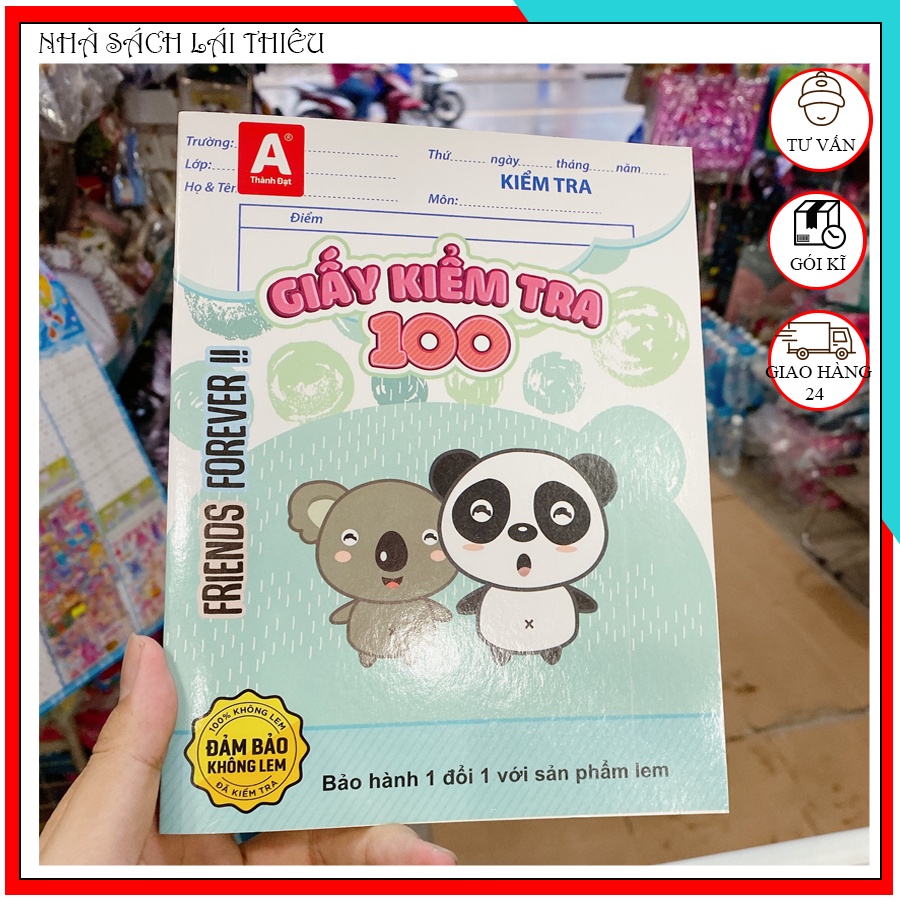 NHÀ SÁCH LÁI THIÊU
TƯ VẤN
GÓI KĨ
GIAO HÀNG
24
Trường:
Lớp:
Họ & Tên
A®
Thành Đạt
Thứ...... ngày...... tháng......năm......
KIỂM TRA
Môn:
Điểm
GIẤY KIỂM TRA
100
FRIENDS FOREVER !!
100% KHÔNG LEM
ĐẢM BẢO
KHÔNG LEM
ĐÃ KIỂM TRA
Bảo hành 1 đổi 1 với sản phẩm lem